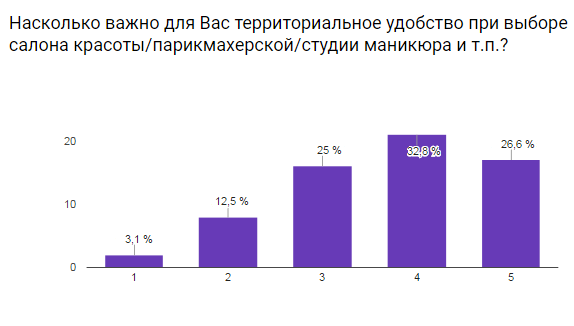 Насколько важно для Вас территориальное удобство при выборе
салона красоты/парикмахерской/студии маникюра и т.п.?
20
10
0
3,1 %
12,5 %
25 %
32,8 %
26,6 %
1 2 3 4 5